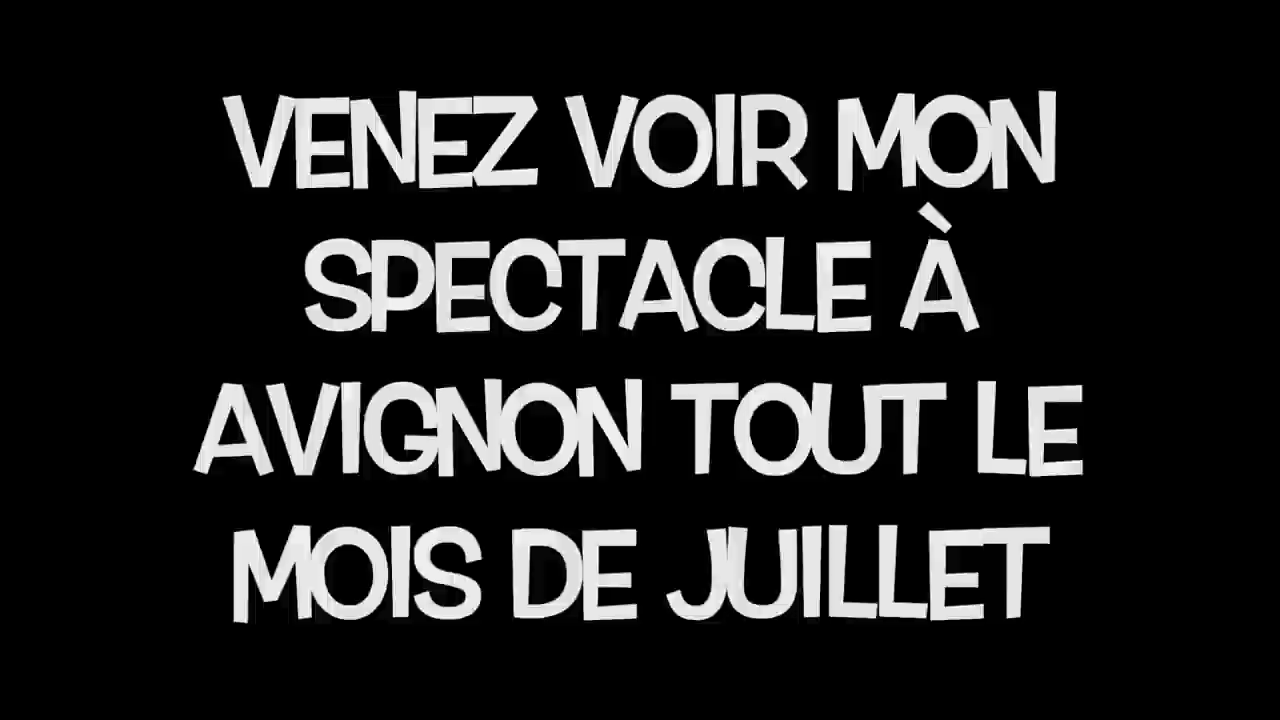 VENEZ VOIR MON
SPECTACLE À
AVIGNON TOUT LE
MOIS DE JUILLET